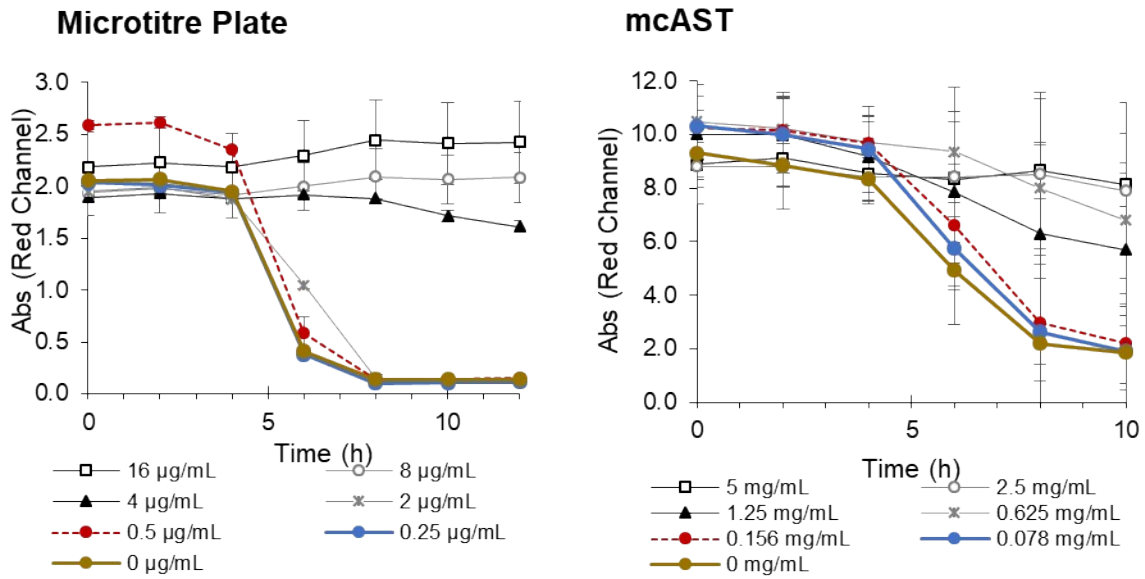 Microtitre Plate
Abs (Red Channel)
3.0
2.5
2.0
1.5
1.0
0.5
0.0
0
5
10
Time (h)
16 µg/mL
8 µg/mL
4 µg/mL
2 µg/mL
0.5 µg/mL
0.25 µg/mL
0 µg/mL
mcAST
Abs (Red Channel)
12.0
10.0
8.0
6.0
4.0
2.0
0.0
0
5
10
Time (h)
5 mg/mL
2.5 mg/mL
1.25 mg/mL
0.625 mg/mL
0.156 mg/mL
0.078 mg/mL
0 mg/mL